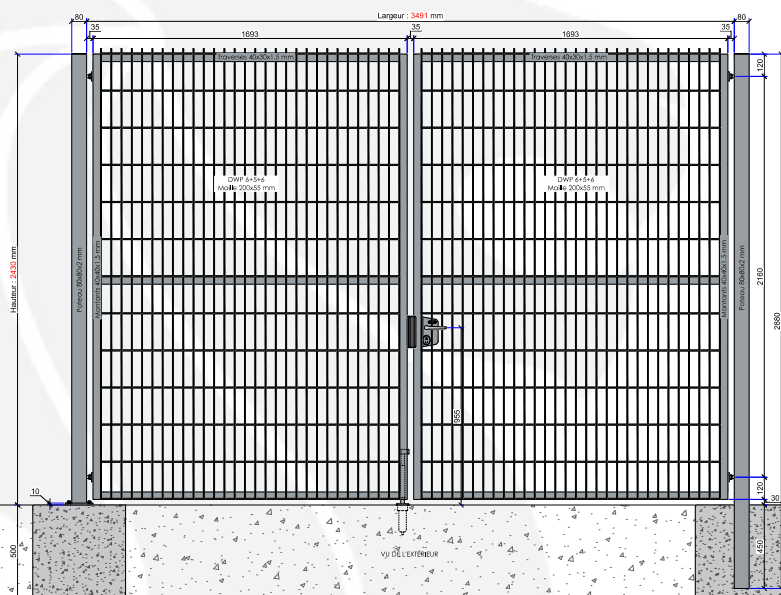 Largeur : 3491 mm
80
80
35
35
35
1693
1693
Traverses 40x30x1.5 mm
Traverses 40x30x1.5 mm
120
DWP 6+5+6
Maille 200x55 mm
DWP 6+5+6
Maille 200x55 mm
Hauteur : 2430 mm
Poteau 80x80x2 mm
Montants 40x40x1.5 mm
Montants 40x40x1.5 mm
Poteau 80x80x2 mm
2160
2880
955
10
120
30
500
450
VU DE L'EXTÉRIEUR